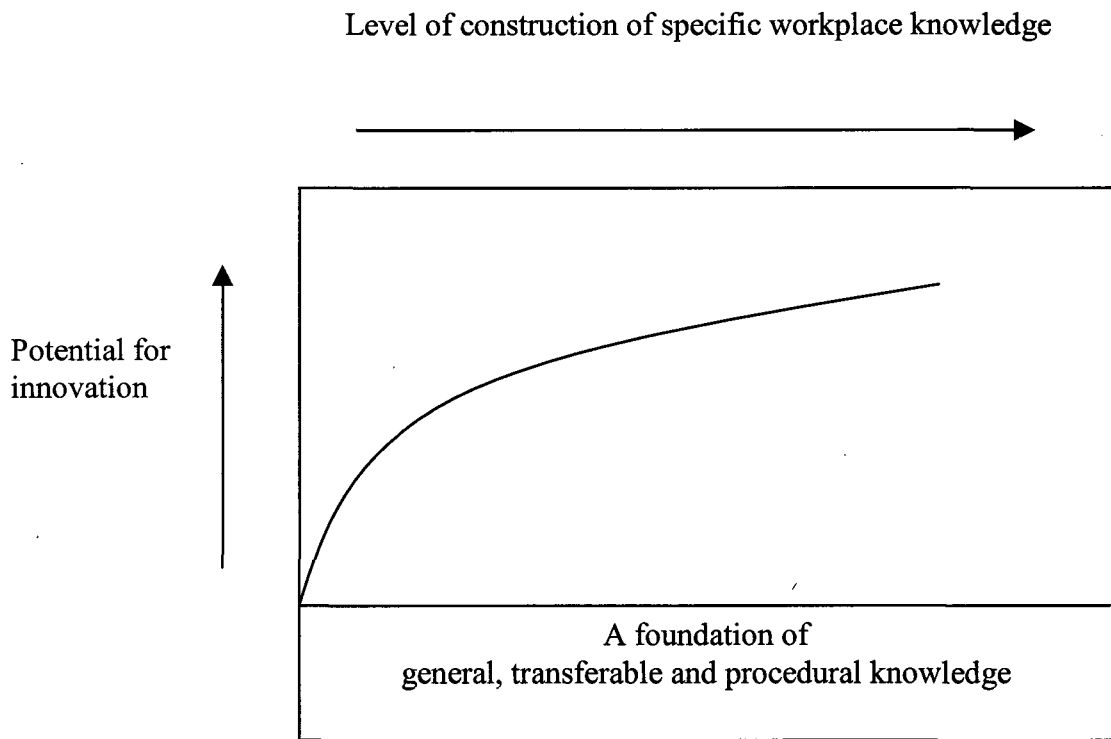 Level of construction of specific workplace knowledge
Potential for
innovation
A foundation of
general, transferable and procedural knowledge